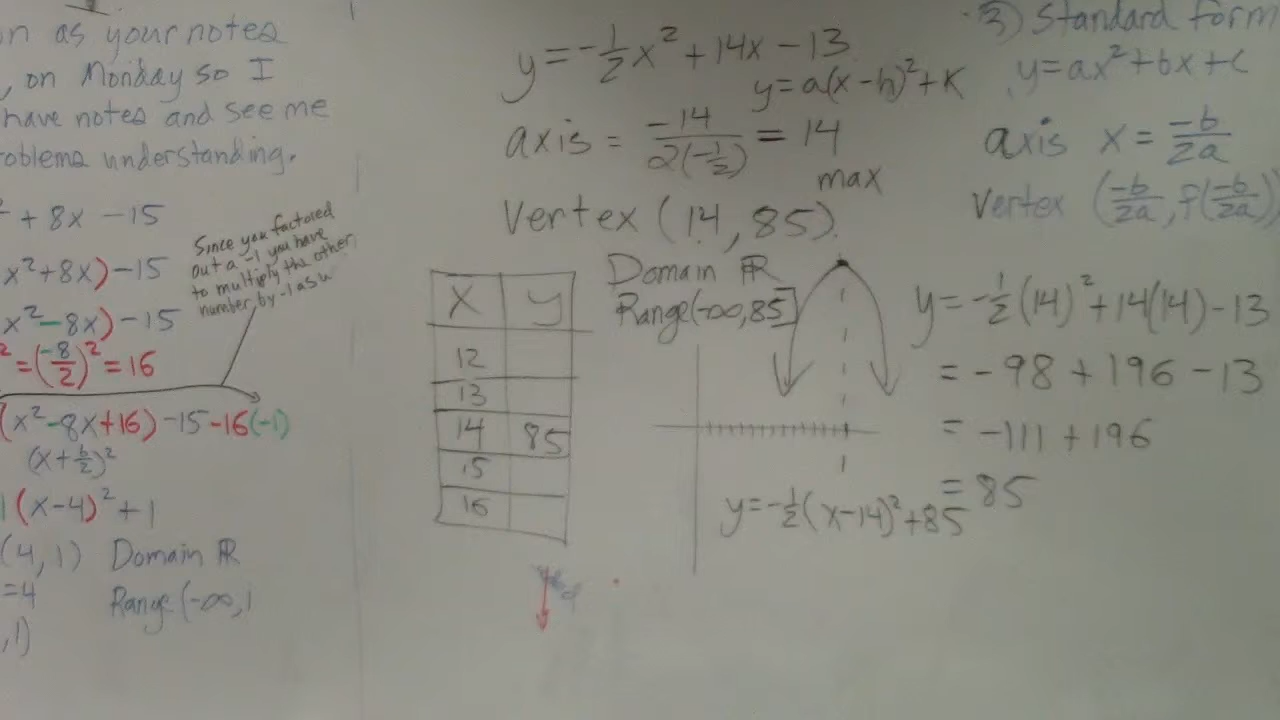 n as your notes
, on Monday so I
have notes and see me
oblems understanding.
² + 8x - 15
x² + 8x) - 15
x² - 8x) - 15
² = (-8/2)² = 16
(x² - 8x + 16) - 15 - 16(-1)
(x + b/2)²
1(x - 4)² + 1
(4, 1) Domain ℝ
= 4 Range (-∞, 1
, 1)
Since you factored
out a -1 you have
to multiply the other
number by -1 as
y = -1/2x² + 14x - 13
y = a(x - h)² + K
axis = -14/2(-1/2) = 14
max
Vertex (14, 85)
Domain ℝ
Range (-∞, 85]
x y
12
13
14 85
15
16
y = -1/2(x - 14)² + 85
3) Standard form
y = ax² + bx + c
axis x = -b/2a
Vertex (-b/2a, f(-b/2a))
y = -1/2(14)² + 14(14) - 13
= -98 + 196 - 13
= -111 + 196
= 85